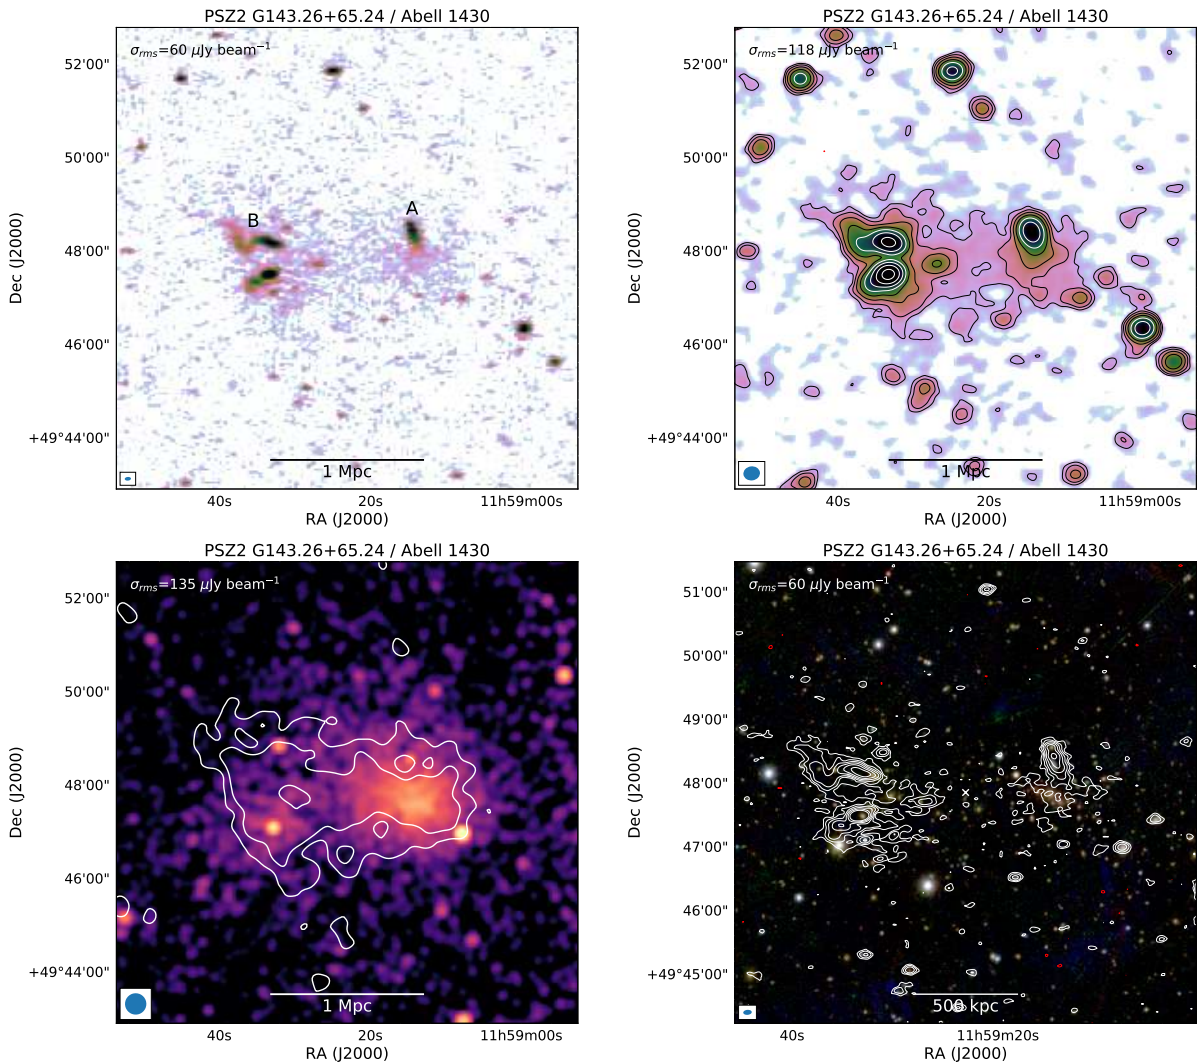 PSZ2 G143.26+65.24 / Abell 1430
σrms=60 μJy beam−1
52'00"
50'00"
48'00"
46'00"
+49°44'00"
Dec (J2000)
B
A
1 Mpc
40s
20s
11h59m00s
RA (J2000)
PSZ2 G143.26+65.24 / Abell 1430
σrms=118 μJy beam−1
52'00"
50'00"
48'00"
46'00"
+49°44'00"
Dec (J2000)
1 Mpc
40s
20s
11h59m00s
RA (J2000)
PSZ2 G143.26+65.24 / Abell 1430
σrms=135 μJy beam−1
52'00"
50'00"
48'00"
46'00"
+49°44'00"
Dec (J2000)
1 Mpc
40s
20s
11h59m00s
RA (J2000)
PSZ2 G143.26+65.24 / Abell 1430
σrms=60 μJy beam−1
51'00"
50'00"
49'00"
48'00"
47'00"
46'00"
+49°45'00"
Dec (J2000)
500 kpc
40s
11h59m20s
RA (J2000)